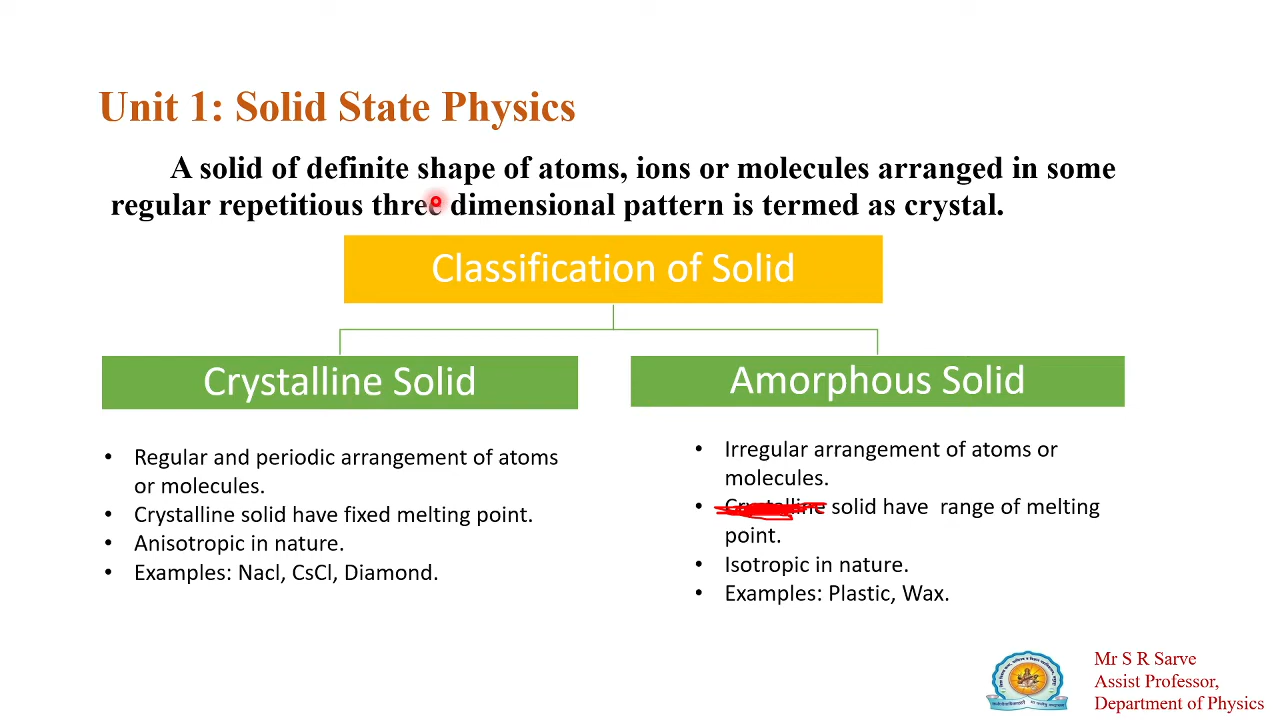 Unit 1: Solid State Physics
A solid of definite shape of atoms, ions or molecules arranged in some
regular repetitious three dimensional pattern is termed as crystal.
Classification of Solid
Crystalline Solid
• Regular and periodic arrangement of atoms
or molecules.
• Crystalline solid have fixed melting point.
• Anisotropic in nature.
• Examples: Nacl, CsCl, Diamond.
Amorphous Solid
• Irregular arrangement of atoms or
molecules.
• Crystalline solid have range of melting
point.
• Isotropic in nature.
• Examples: Plastic, Wax.
Mr S R Sarve
Assist Professor,
Department of Physics